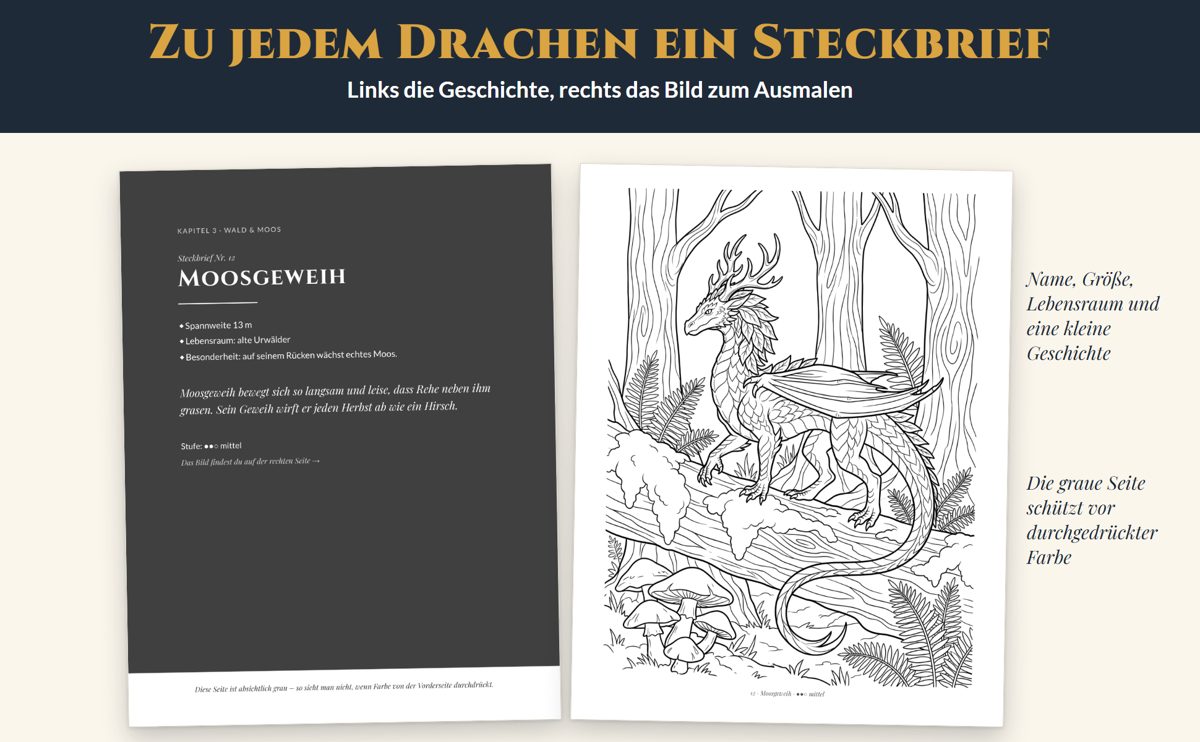 Zu jedem Drachen ein Steckbrief
Links die Geschichte, rechts das Bild zum Ausmalen
KAPITEL 3 · WALD & MOOS
Steckbrief Nr. 12
Moosgeweih
◆ Spannweite 13 m
◆ Lebensraum: alte Urwälder
◆ Besonderheit: auf seinem Rücken wächst echtes Moos.
Moosgeweih bewegt sich so langsam und leise, dass Rehe neben ihm
grasen. Sein Geweih wirft er jeden Herbst ab wie ein Hirsch.
Stufe: ●●○ mittel
Das Bild findest du auf der rechten Seite →
Diese Seite ist absichtlich grau – so sieht man nicht, wenn Farbe von der Vorderseite durchdrückt.
12 · Moosgeweih · ●●○ mittel
Name, Größe,
Lebensraum und
eine kleine
Geschichte
Die graue Seite
schützt vor
durchgedrückter
Farbe